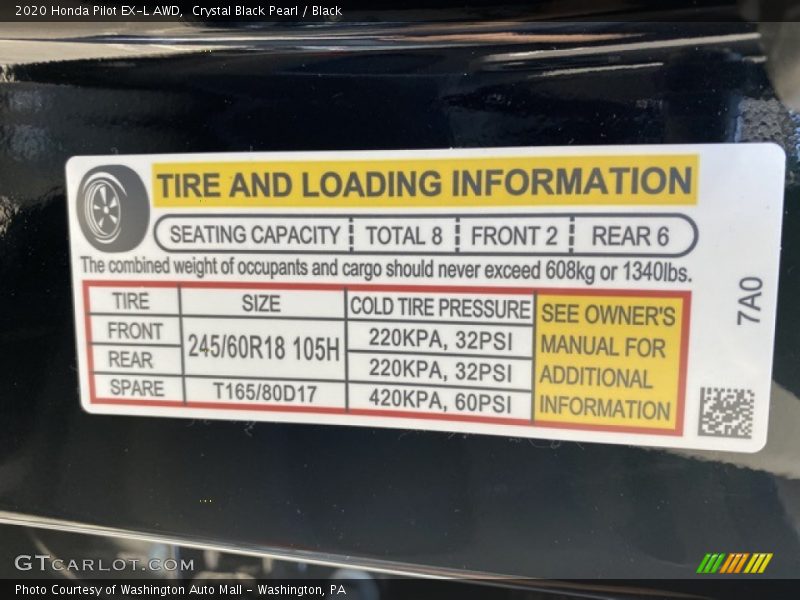 2020 Honda Pilot EX-L AWD,  Crystal Black Pearl / Black
TIRE AND LOADING INFORMATION
SEATING CAPACITY TOTAL 8 FRONT 2 REAR 6
The combined weight of occupants and cargo should never exceed 608kg or 1340lbs.
TIRE SIZE COLD TIRE PRESSURE
FRONT 245/60R18 105H 220KPA, 32PSI
REAR 220KPA, 32PSI
SPARE T165/80D17 420KPA, 60PSI
SEE OWNER'S
MANUAL FOR
ADDITIONAL
INFORMATION
7A0
GTCARLOT.COM
Photo Courtesy of Washington Auto Mall - Washington, PA